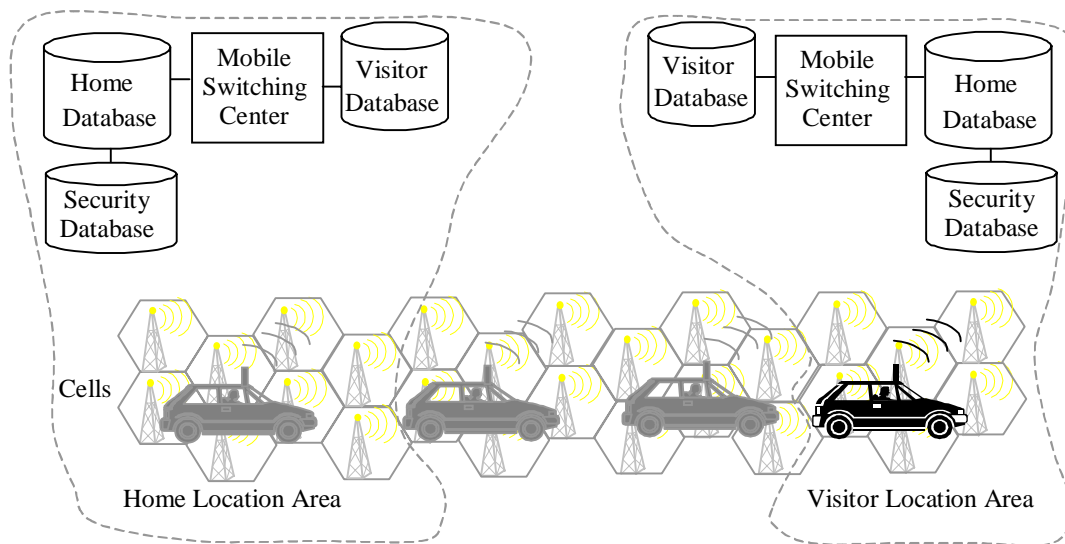 Home
Database
Mobile
Switching
Center
Visitor
Database
Security
Database
Visitor
Database
Mobile
Switching
Center
Home
Database
Security
Database
Cells
Home Location Area
Visitor Location Area